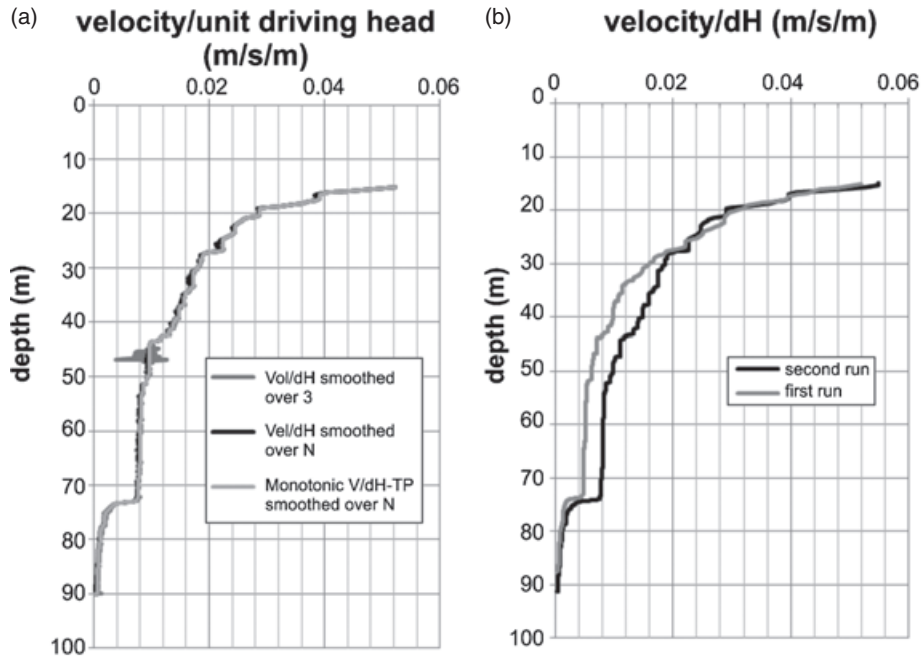 (a)
velocity/unit driving head
(m/s/m)
0 0.02 0.04 0.06
0
10
20
30
40
50
60
70
80
90
100
depth (m)
Vol/dH smoothed
over 3
Vel/dH smoothed
over N
Monotonic V/dH-TP
smoothed over N
(b)
velocity/dH (m/s/m)
0 0.02 0.04 0.06
0
10
20
30
40
50
60
70
80
90
100
depth (m)
second run
first run